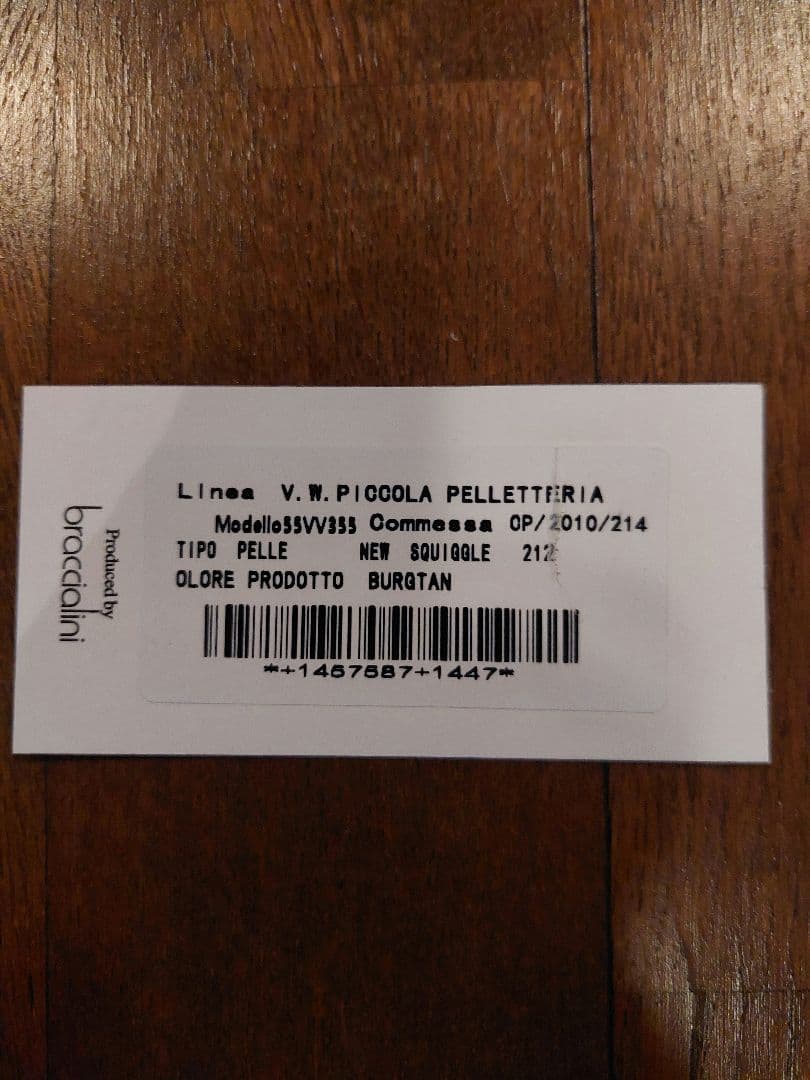 Linea V.W.PICCOLA PELLETTERIA
Modello55VV355 Commessa OP/2010/214
TIPO PELLE NEW SQUIGGLE 212
OLORE PRODOTTO BURGTAN
*+1457587+1447*
Produced by
braccialini